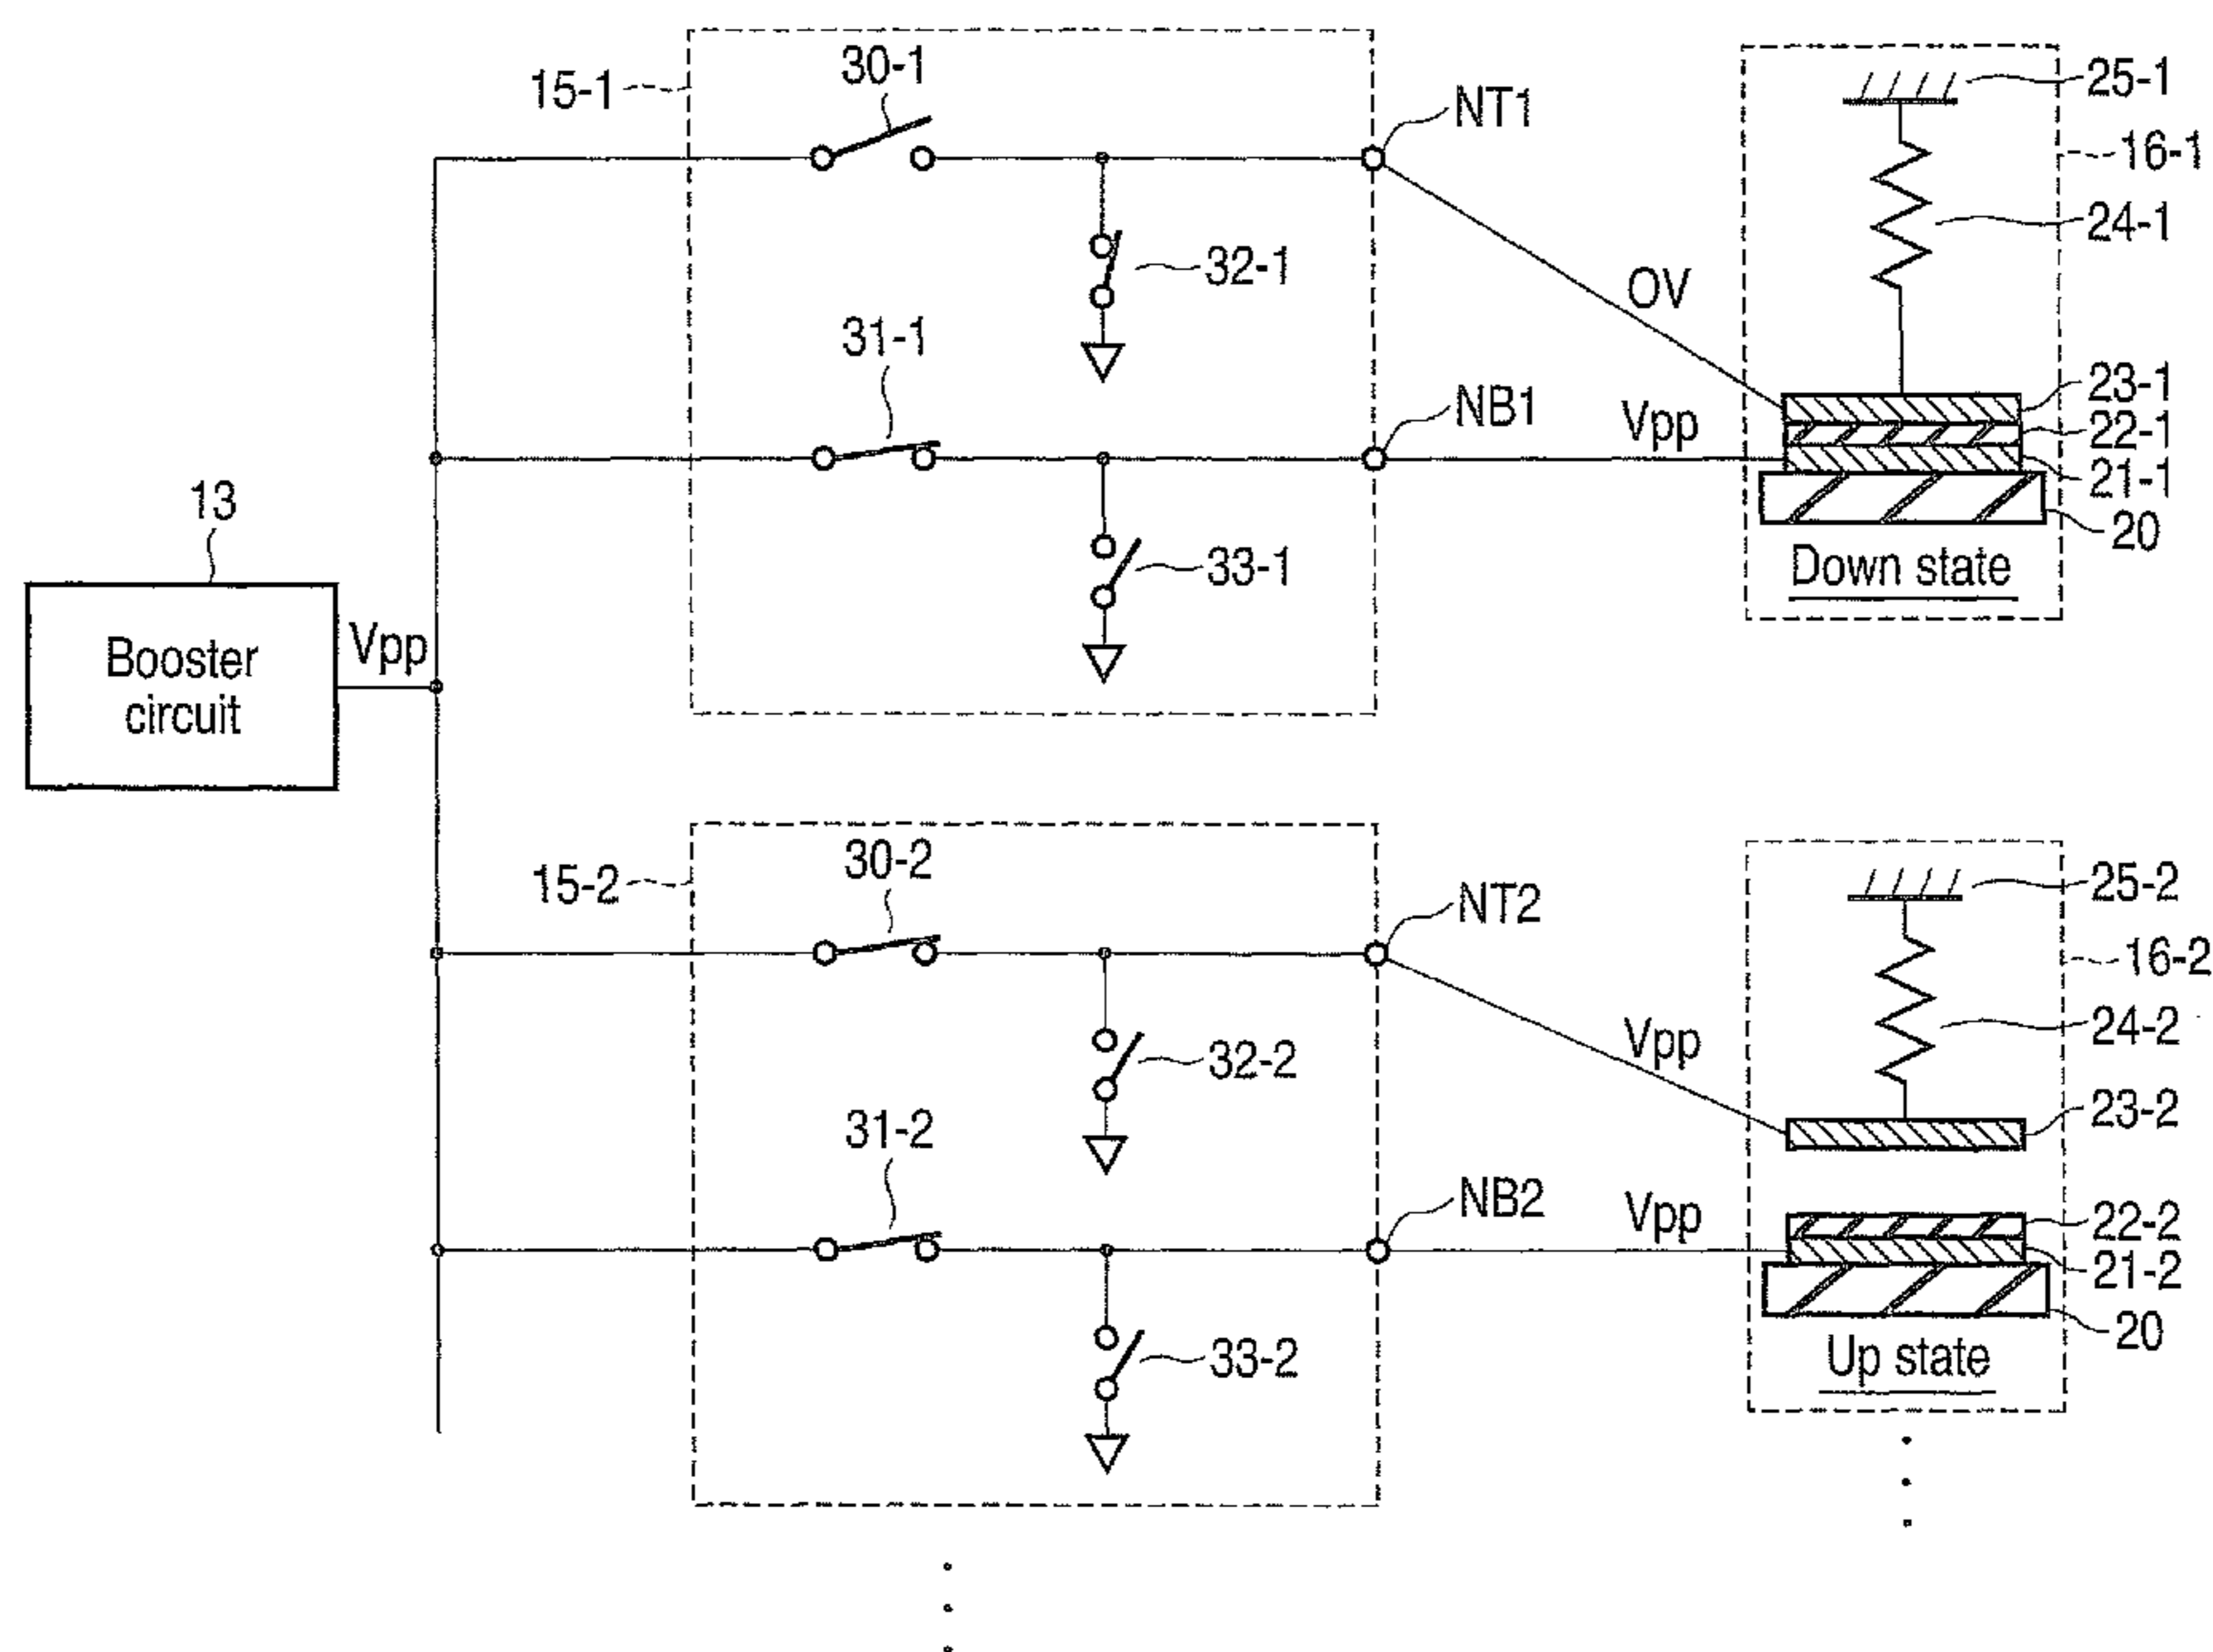 30-1
15-1
NT1
25-1
16-1
24-1
32-1
OV
31-1
NB1
Vpp
23-1
22-1
21-1
20
Down state
33-1
13
Booster
circuit
Vpp
30-2
15-2
NT2
25-2
16-2
24-2
32-2
Vpp
31-2
NB2
Vpp
23-2
22-2
21-2
20
Up state
33-2